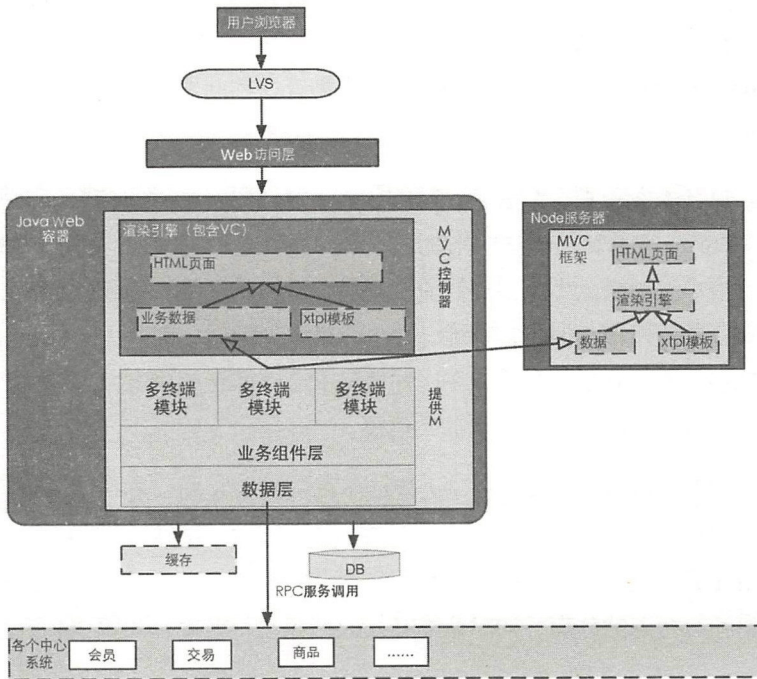 用户浏览器
LVS
Web访问层
Java Web
容器
渲染引擎（包含VC）
HTML页面
业务数据
xtpl模板
MVC控制器
多终端
模块
多终端
模块
多终端
模块
提供M
业务组件层
数据层
Node服务器
MVC
框架
HTML页面
渲染引擎
数据
xtpl模板
缓存
DB
RPC服务调用
各个中心
系统
会员
交易
商品
……